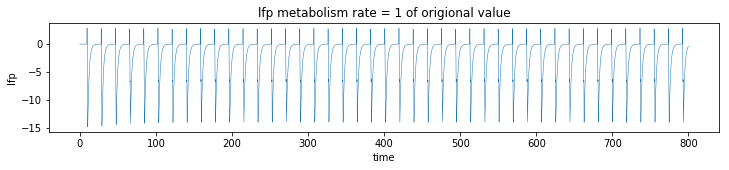 lfp metabolism rate = 1 of origional value
0
−5
−10
−15
lfp
0 100 200 300 400 500 600 700 800
time